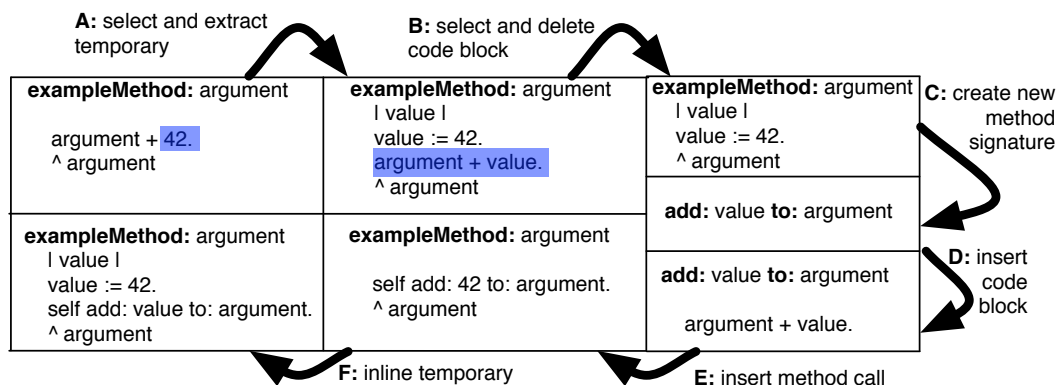 A: select and extract
temporary
B: select and delete
code block
exampleMethod: argument
argument + 42.
^ argument
exampleMethod: argument
| value |
value := 42.
argument + value.
^ argument
exampleMethod: argument
| value |
value := 42.
^ argument
C: create new
method
signature
add: value to: argument
exampleMethod: argument
| value |
value := 42.
self add: value to: argument.
^ argument
exampleMethod: argument
self add: 42 to: argument.
^ argument
add: value to: argument
argument + value.
D: insert
code
block
F: inline temporary
E: insert method call